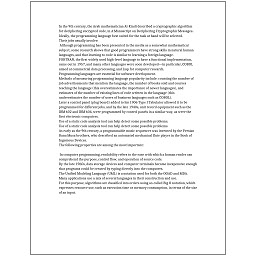 In the 9th century, the Arab mathematician Al-Kindi described a cryptographic algorithm
for deciphering encrypted code, in A Manuscript on Deciphering Cryptographic Messages.
Ideally, the programming language best suited for the task at hand will be selected.
Their jobs usually involve:
Although programming has been presented in the media as a somewhat mathematical
subject, some research shows that good programmers have strong skills in natural human
languages, and that learning to code is similar to learning a foreign language.
FORTRAN, the first widely used high-level language to have a functional implementation,
came out in 1957, and many other languages were soon developed—in particular, COBOL
aimed at commercial data processing, and Lisp for computer research.
Programming languages are essential for software development.
Methods of measuring programming language popularity include: counting the number of
job advertisements that mention the language, the number of books sold and courses
teaching the language (this overestimates the importance of newer languages), and
estimates of the number of existing lines of code written in the language (this
underestimates the number of users of business languages such as COBOL).
Later a control panel (plug board) added to his 1906 Type I Tabulator allowed it to be
programmed for different jobs, and by the late 1940s, unit record equipment such as the
IBM 602 and IBM 604, were programmed by control panels in a similar way, as were the
first electronic computers.
Use of a static code analysis tool can help detect some possible problems.
Use of a static code analysis tool can help detect some possible problems.
As early as the 9th century, a programmable music sequencer was invented by the Persian
Banu Musa brothers, who described an automated mechanical flute player in the Book of
Ingenious Devices.
The following properties are among the most important:
As computer programming readability refers to the ease with which a human reader can
comprehend the purpose, control flow, and operation of source code.
By the late 1960s, data storage devices and computer terminals became inexpensive enough
that programs could be created by typing directly into the computers.
The Unified Modeling Language (UML) is a notation used for both the OOAD and MDA.
Many applications use a mix of several languages in their construction and use.
For this purpose, algorithms are classified into orders using so-called Big O notation, which
expresses resource use, such as execution time or memory consumption, in terms of the size
of an input.